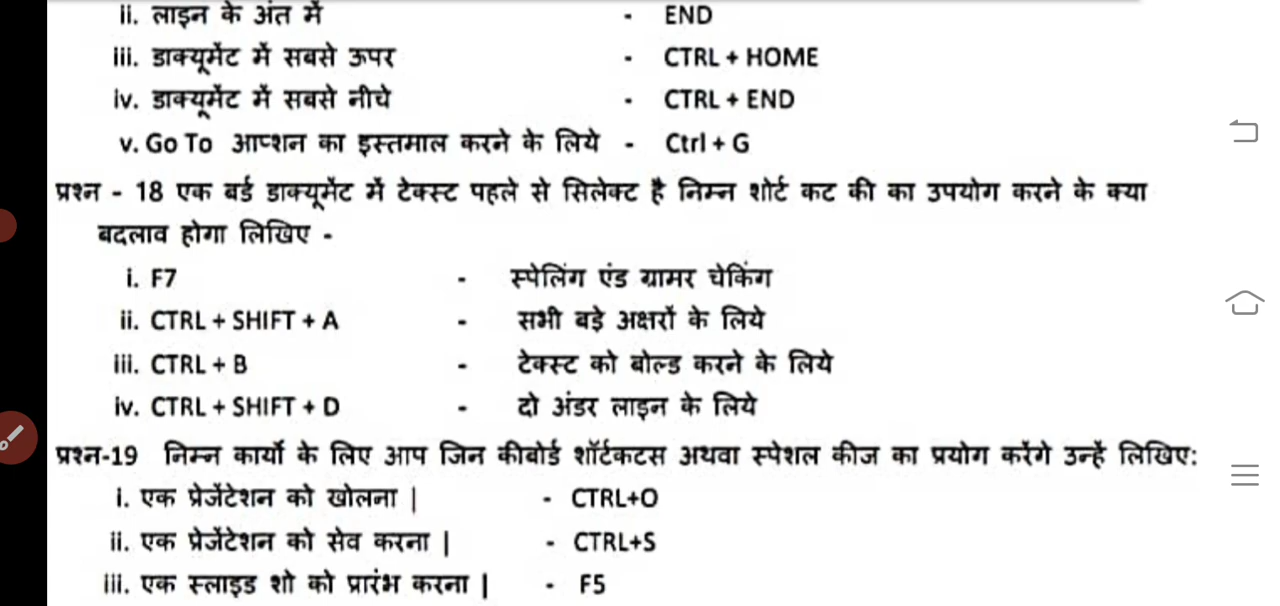 ii. लाइन के अंत में - END
iii. डाक्यूमेंट में सबसे ऊपर - CTRL + HOME
iv. डाक्यूमेंट में सबसे नीचे - CTRL + END
v. Go To आप्शन का इस्तमाल करने के लिये - Ctrl + G
प्रश्न - 18 एक बर्ड डाक्यूमेंट में टेक्स्ट पहले से सिलेक्ट है निम्न शोर्ट कट की का उपयोग करने के क्या
बदलाव होगा लिखिए -
i. F7 - स्पेलिंग एंड ग्रामर चेकिंग
ii. CTRL + SHIFT + A - सभी बड़े अक्षरों के लिये
iii. CTRL + B - टेक्स्ट को बोल्ड करने के लिये
iv. CTRL + SHIFT + D - दो अंडर लाइन के लिये
प्रश्न-19 निम्न कार्यो के लिए आप जिन कीबोर्ड शॉर्टकटस अथवा स्पेशल कीज का प्रयोग करेंगे उन्हें लिखिए:
i. एक प्रेजेंटेशन को खोलना | - CTRL+O
ii. एक प्रेजेंटेशन को सेव करना | - CTRL+S
iii. एक स्लाइड शो को प्रारंभ करना | - F5